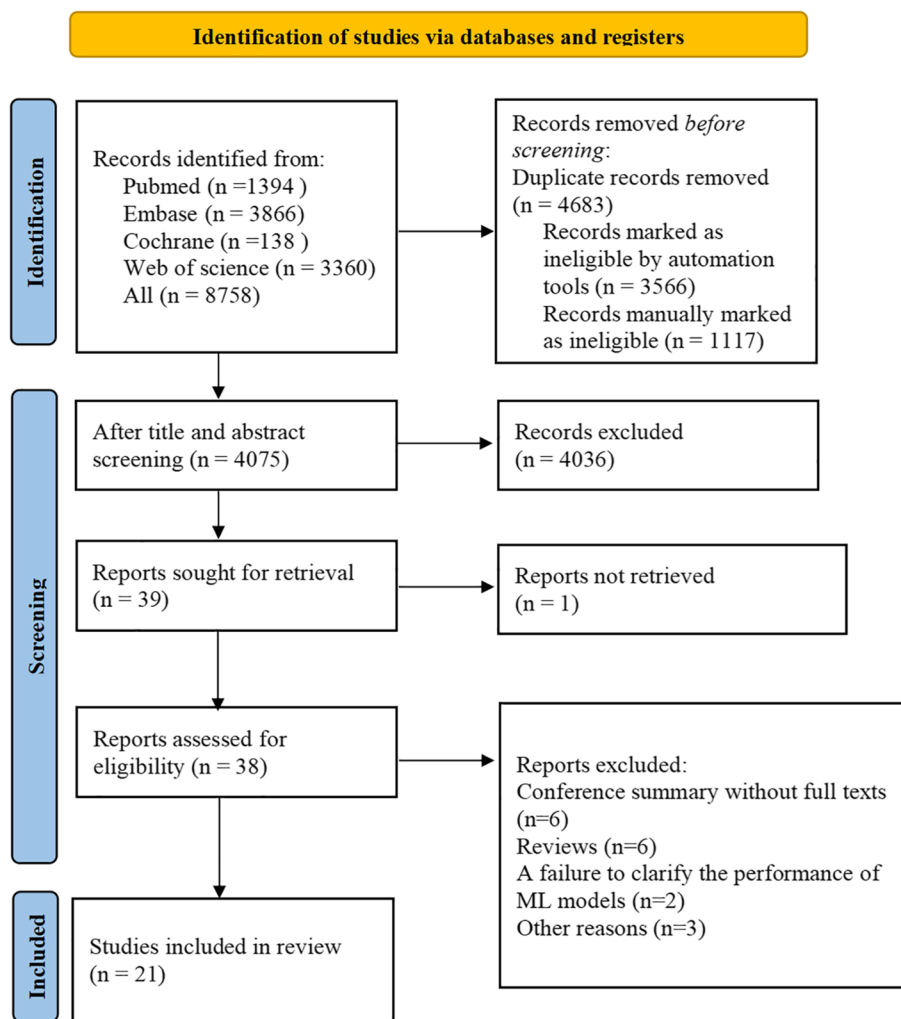 Identification of studies via databases and registers
Identification
Records identified from:
Pubmed (n =1394 )
Embase (n = 3866)
Cochrane (n =138 )
Web of science (n = 3360)
All (n = 8758)
Records removed before
screening:
Duplicate records removed
(n = 4683)
Records marked as
ineligible by automation
tools (n = 3566)
Records manually marked
as ineligible (n = 1117)
Screening
After title and abstract
screening (n = 4075)
Records excluded
(n = 4036)
Reports sought for retrieval
(n = 39)
Reports not retrieved
(n = 1)
Reports assessed for
eligibility (n = 38)
Reports excluded:
Conference summary without full texts
(n=6)
Reviews (n=6)
A failure to clarify the performance of
ML models (n=2)
Other reasons (n=3)
Included
Studies included in review
(n = 21)